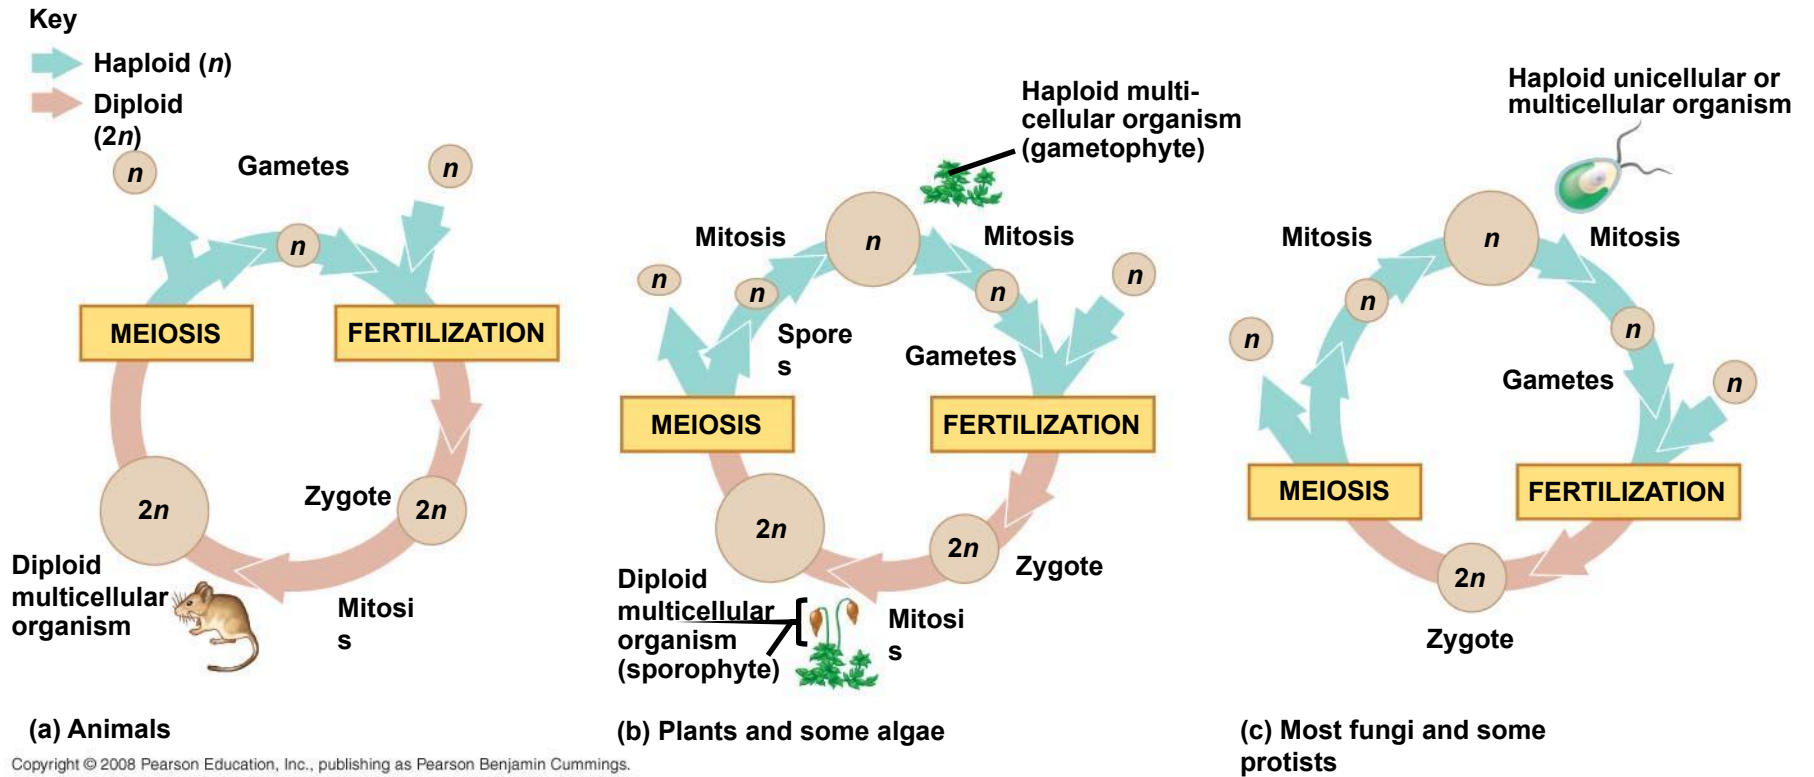 Key
Haploid (n)
Diploid
(2n)
n
Gametes
n
n
MEIOSIS
FERTILIZATION
2n
Zygote
2n
Diploid
multicellular
organism
Mitosi
s
(a) Animals
Haploid multi-
cellular organism
(gametophyte)
Mitosis
n
Mitosis
n
n
n
n
Spore
s
Gametes
MEIOSIS
FERTILIZATION
2n
2n
Zygote
Diploid
multicellular
organism
(sporophyte)
Mitosi
s
(b) Plants and some algae
Haploid unicellular or
multicellular organism
Mitosis
n
Mitosis
n
n
n
Gametes
n
MEIOSIS
FERTILIZATION
2n
Zygote
(c) Most fungi and some
protists
Copyright © 2008 Pearson Education, Inc., publishing as Pearson Benjamin Cummings.